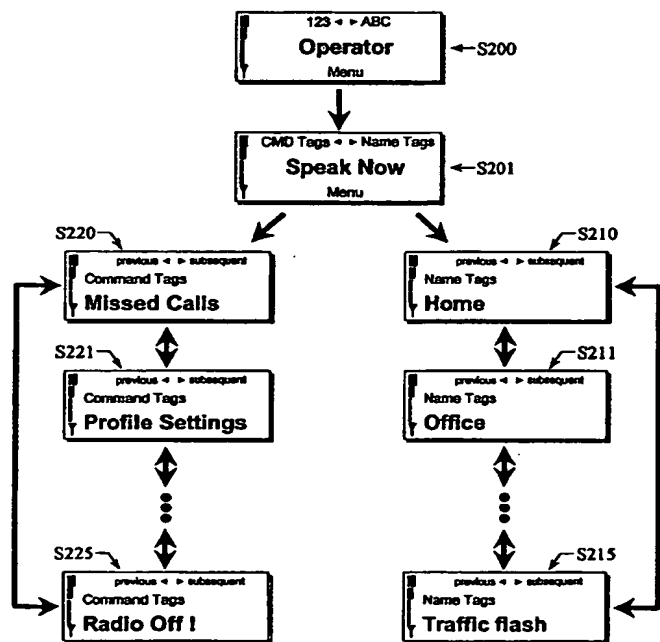 123 ◄ ► ABC
Operator
Menu
S200
CMD Tags ◄ ► Name Tags
Speak Now
Menu
S201
S220
previous ◄ ► subsequent
Command Tags
Missed Calls
S210
previous ◄ ► subsequent
Name Tags
Home
S221
previous ◄ ► subsequent
Command Tags
Profile Settings
S211
previous ◄ ► subsequent
Name Tags
Office
S225
previous ◄ ► subsequent
Command Tags
Radio Off !
S215
previous ◄ ► subsequent
Name Tags
Traffic flash